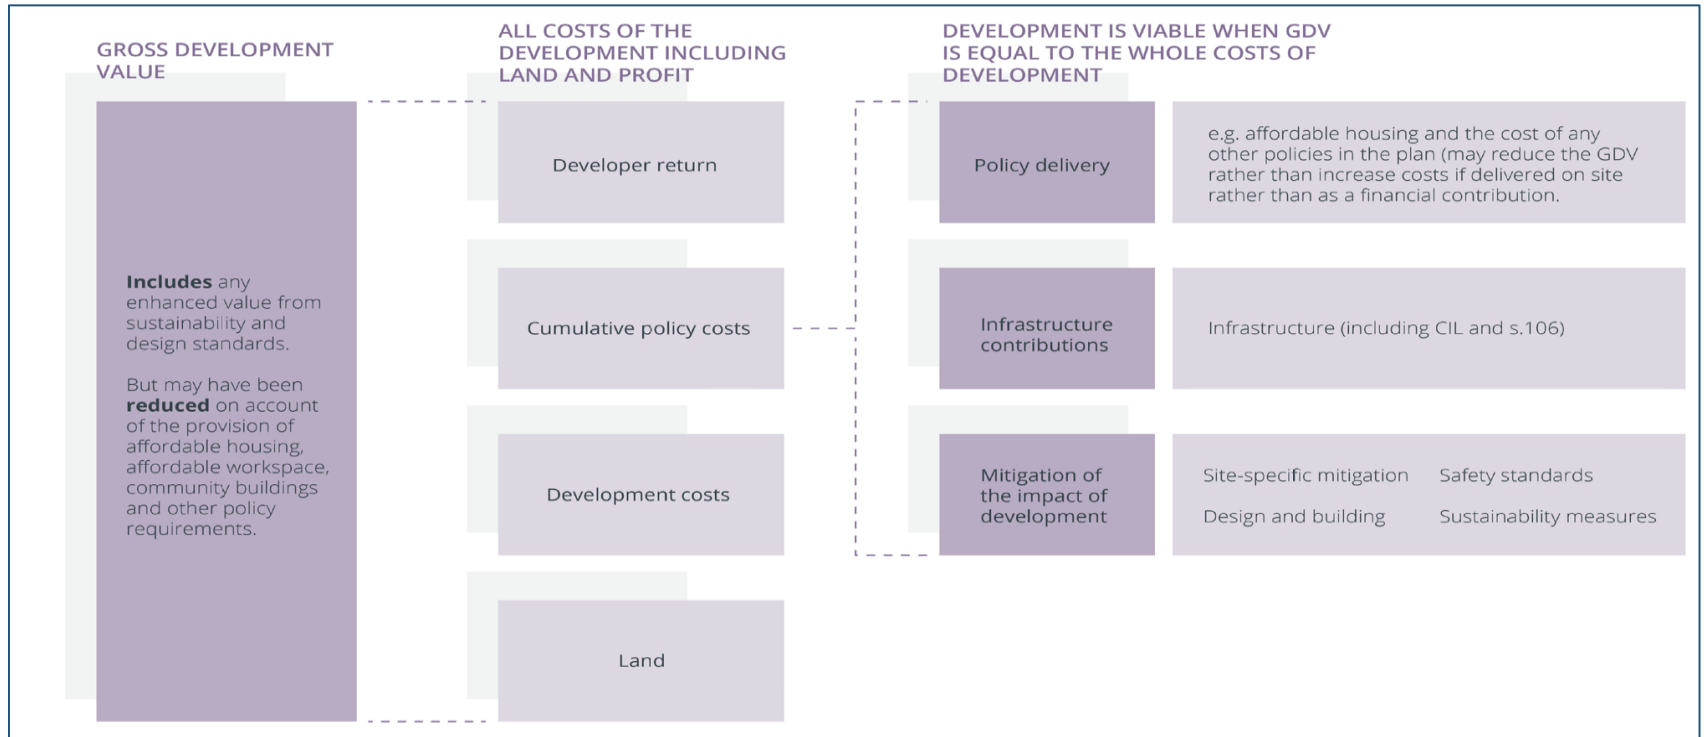 GROSS DEVELOPMENT
VALUE
Includes any
enhanced value from
sustainability and
design standards.
But may have been
reduced on account
of the provision of
affordable housing,
affordable workspace,
community buildings
and other policy
requirements.
ALL COSTS OF THE
DEVELOPMENT INCLUDING
LAND AND PROFIT
Developer return
Cumulative policy costs
Development costs
Land
DEVELOPMENT IS VIABLE WHEN GDV
IS EQUAL TO THE WHOLE COSTS OF
DEVELOPMENT
Policy delivery
e.g. affordable housing and the cost of any
other policies in the plan (may reduce the GDV
rather than increase costs if delivered on site
rather than as a financial contribution.
Infrastructure
contributions
Infrastructure (including CIL and s.106)
Mitigation of
the impact of
development
Site-specific mitigation Safety standards
Design and building Sustainability measures